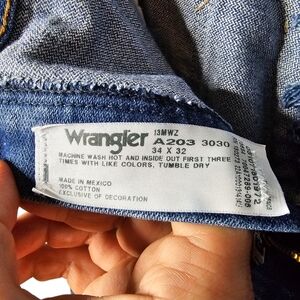 Wrangler
13MWZ
A203 3030
34 X 32
MACHINE WASH HOT AND INSIDE OUT FIRST THREE
TIMES WITH LIKE COLORS, TUMBLE DRY
MADE IN MEXICO
100% COTTON
EXCLUSIVE OF DECORATION